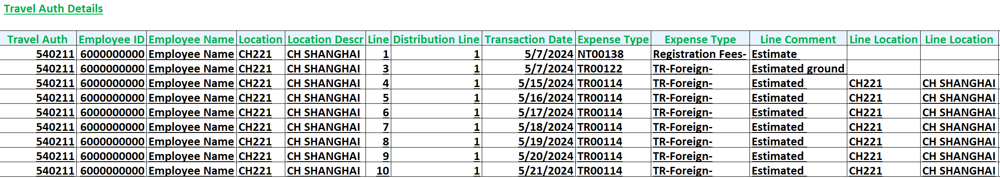 Travel Auth Details
Travel Auth Employee ID Employee Name Location Location Descr Line Distribution Line Transaction Date Expense Type Expense Type Line Comment Line Location Line Location
540211 6000000000 Employee Name CH221 CH SHANGHAI 1 1 5/7/2024 NT00138 Registration Fees- Estimate
540211 6000000000 Employee Name CH221 CH SHANGHAI 3 1 5/7/2024 TR00122 TR-Foreign- Estimated ground
540211 6000000000 Employee Name CH221 CH SHANGHAI 4 1 5/15/2024 TR00114 TR-Foreign- Estimated CH221 CH SHANGHAI
540211 6000000000 Employee Name CH221 CH SHANGHAI 5 1 5/16/2024 TR00114 TR-Foreign- Estimated CH221 CH SHANGHAI
540211 6000000000 Employee Name CH221 CH SHANGHAI 6 1 5/17/2024 TR00114 TR-Foreign- Estimated CH221 CH SHANGHAI
540211 6000000000 Employee Name CH221 CH SHANGHAI 7 1 5/18/2024 TR00114 TR-Foreign- Estimated CH221 CH SHANGHAI
540211 6000000000 Employee Name CH221 CH SHANGHAI 8 1 5/19/2024 TR00114 TR-Foreign- Estimated CH221 CH SHANGHAI
540211 6000000000 Employee Name CH221 CH SHANGHAI 9 1 5/20/2024 TR00114 TR-Foreign- Estimated CH221 CH SHANGHAI
540211 6000000000 Employee Name CH221 CH SHANGHAI 10 1 5/21/2024 TR00114 TR-Foreign- Estimated CH221 CH SHANGHAI